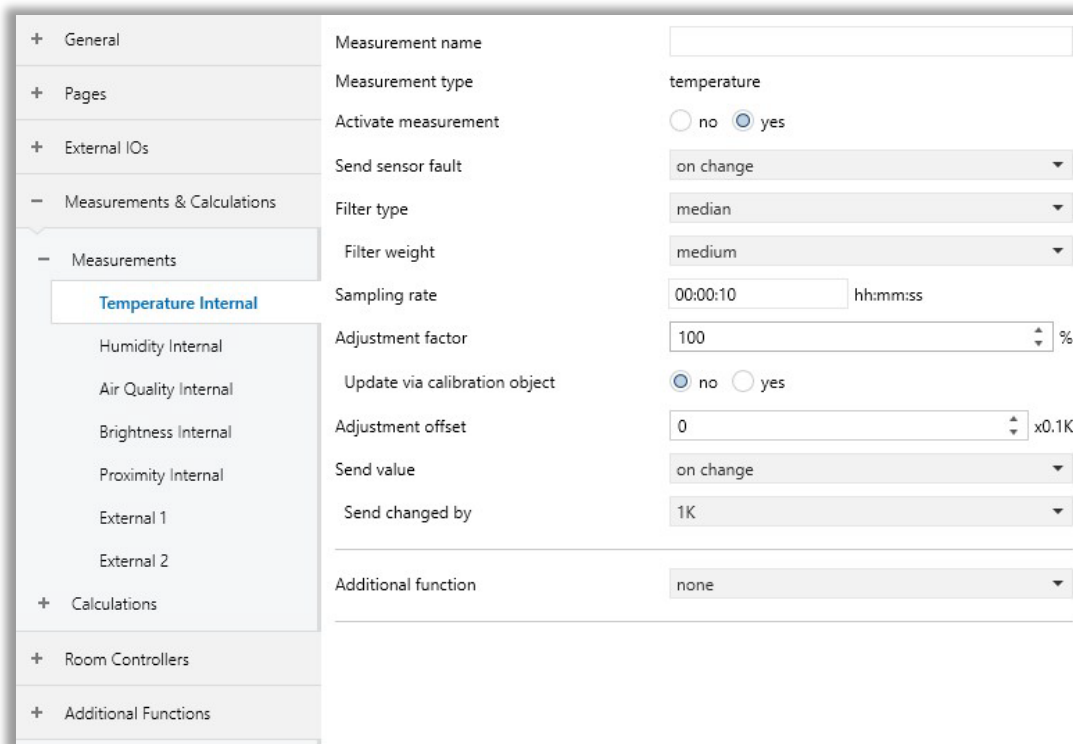 General
Pages
External IOs
Measurements & Calculations
Measurements
Temperature Internal
Humidity Internal
Air Quality Internal
Brightness Internal
Proximity Internal
External 1
External 2
Calculations
Room Controllers
Additional Functions
Measurement name
Measurement type temperature
Activate measurement no yes
Send sensor fault on change
Filter type median
Filter weight medium
Sampling rate 00:00:10 hh:mm:ss
Adjustment factor 100 %
Update via calibration object no yes
Adjustment offset 0 x0.1K
Send value on change
Send changed by 1K
Additional function none